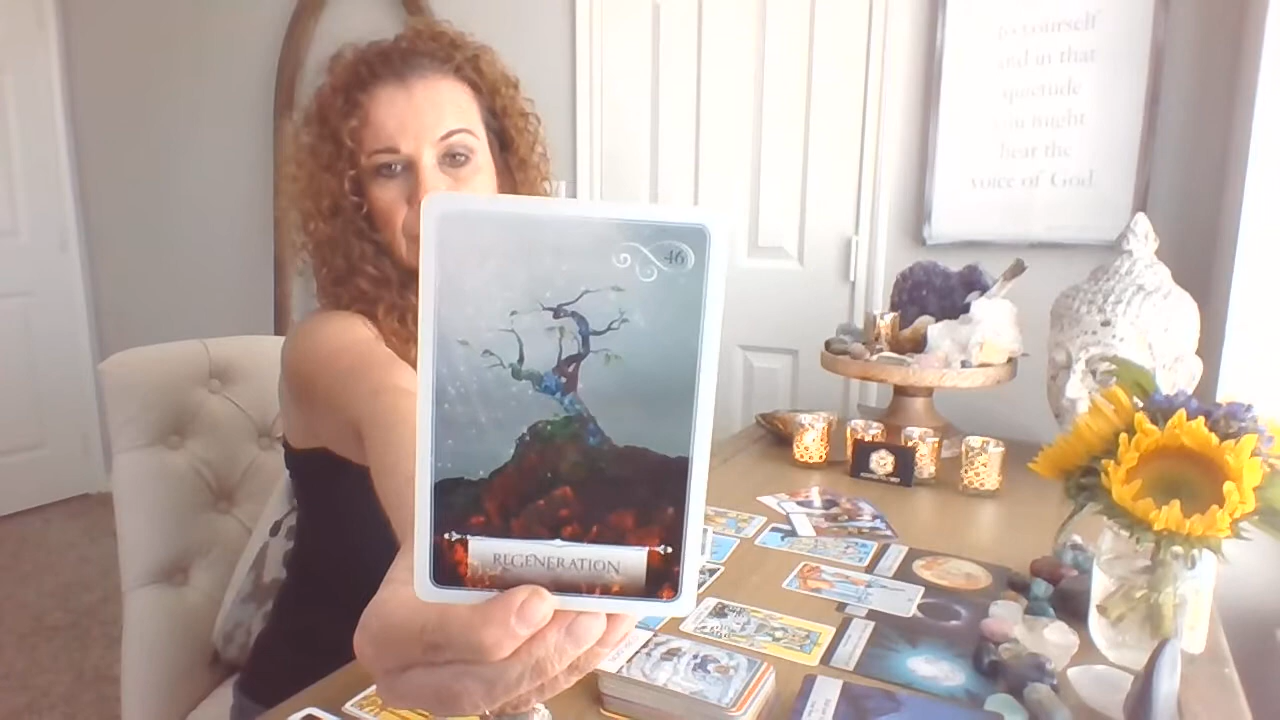 46
REGENERATION
to yourself
and in that
quietude
you might
hear the
voice of God